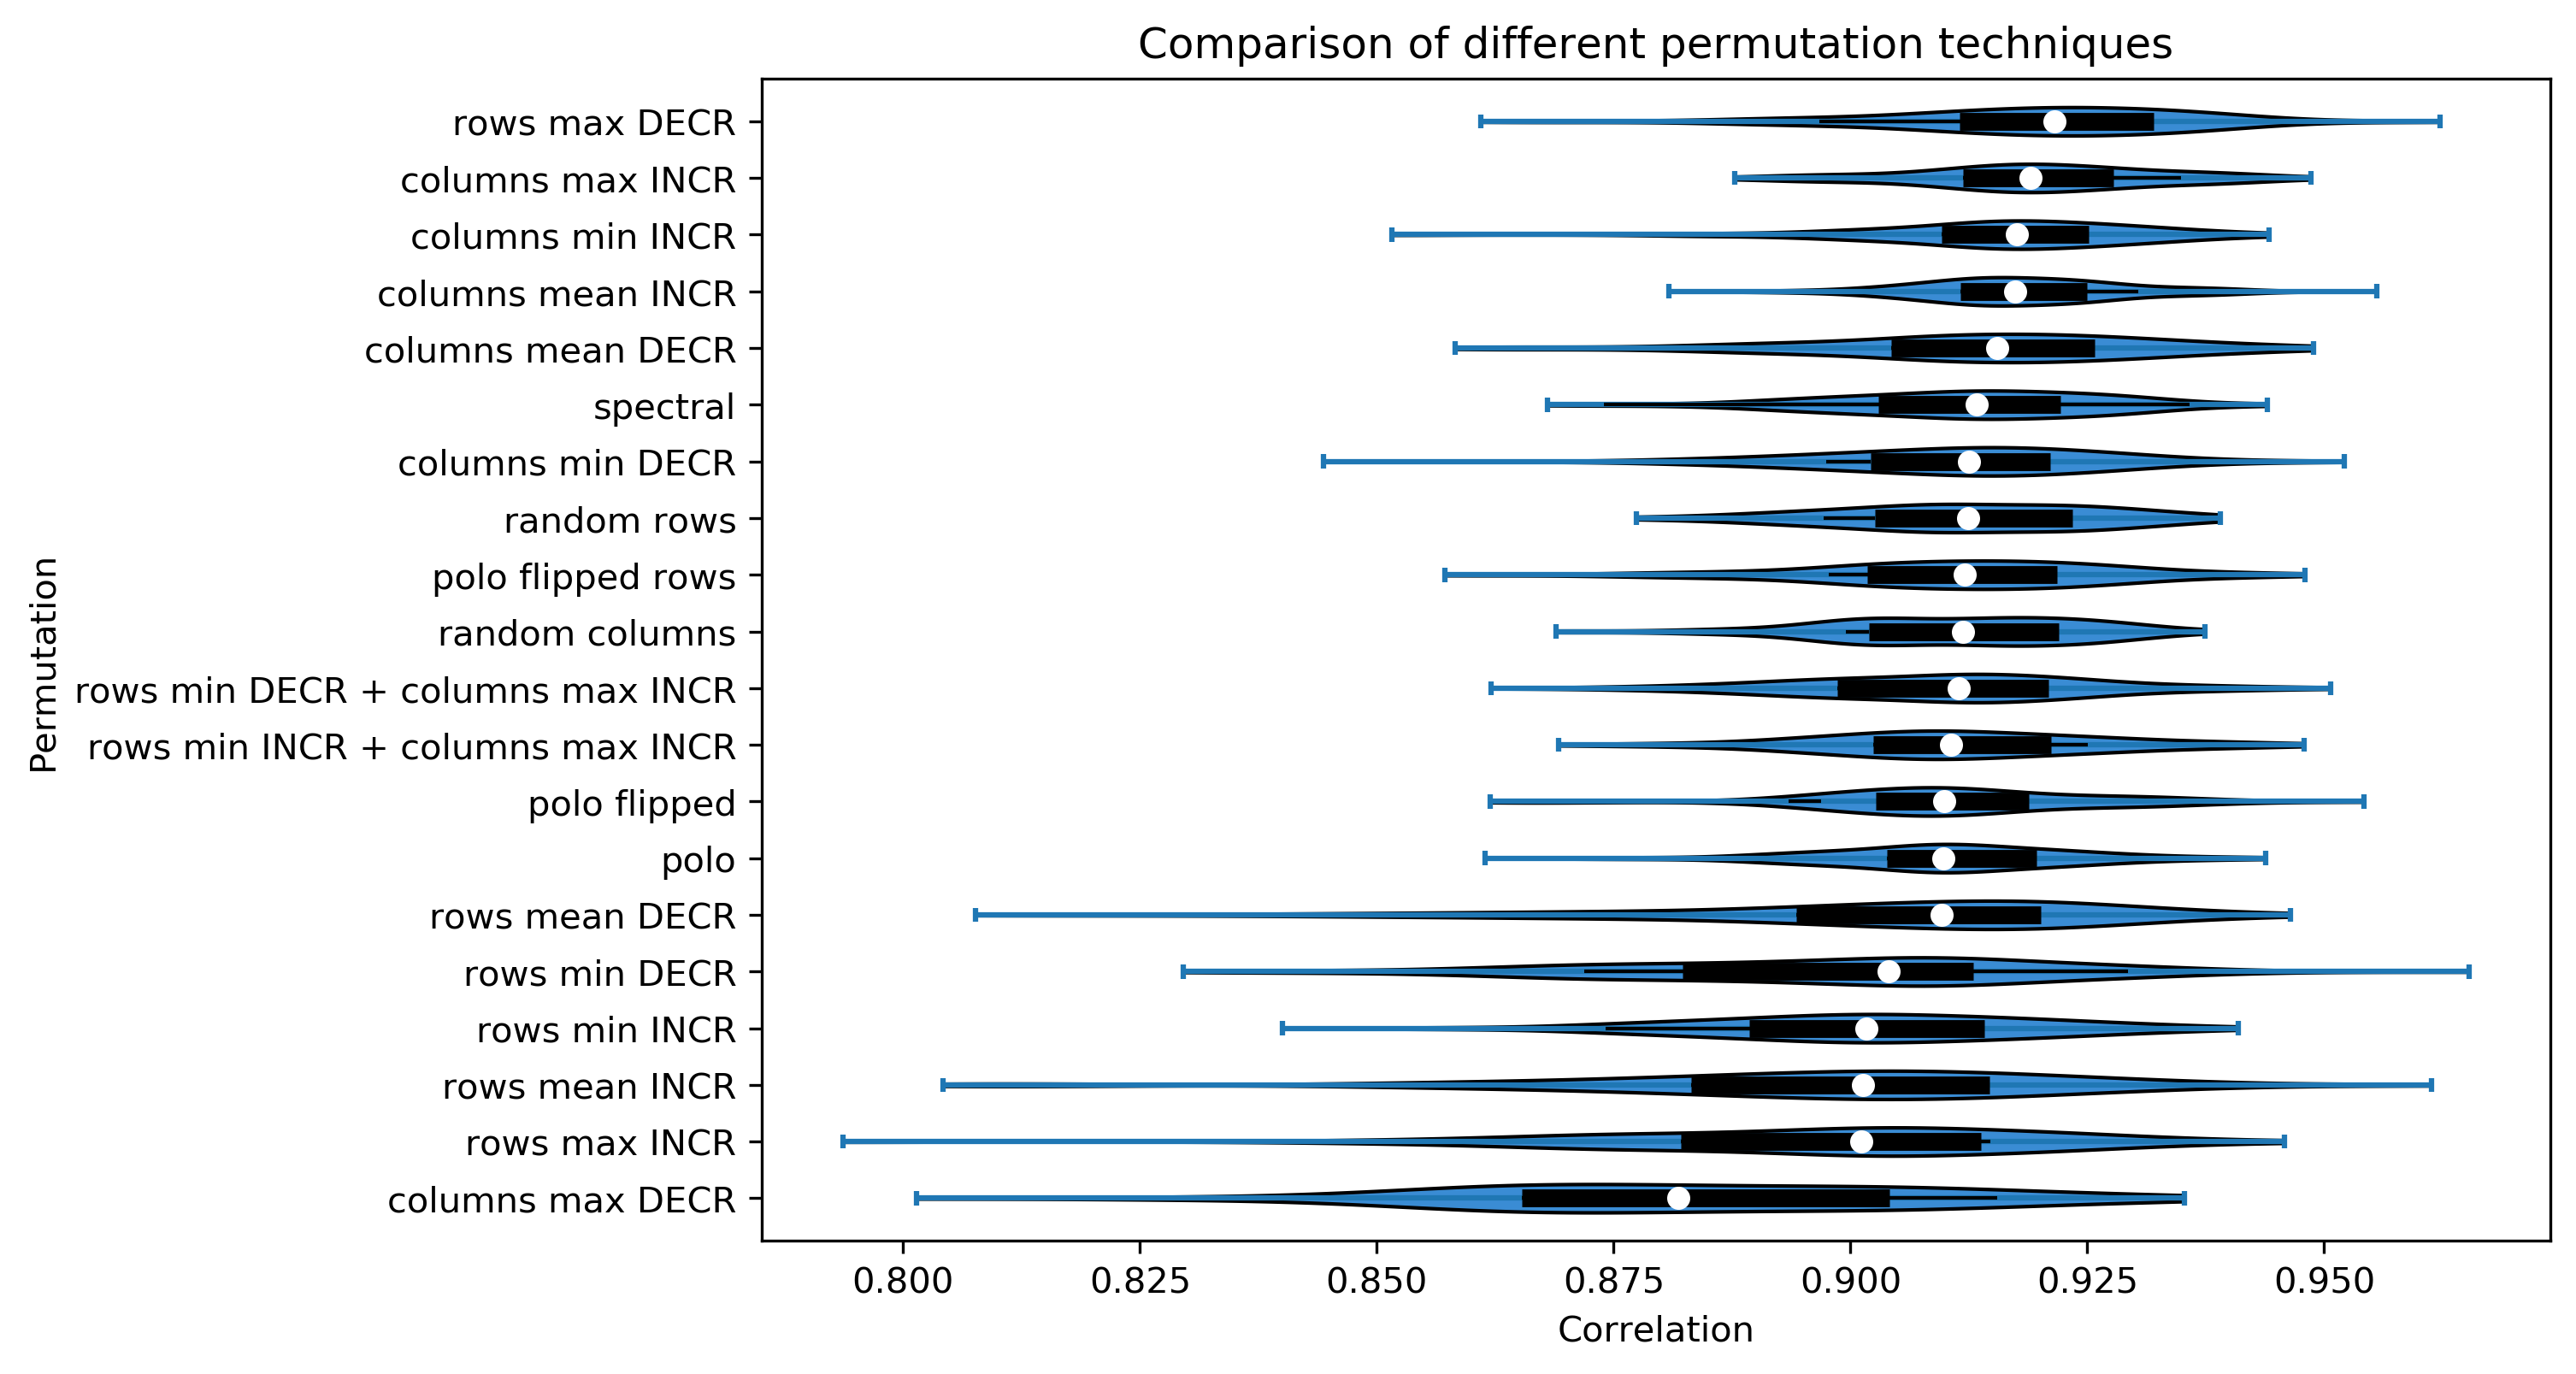 Comparison of different permutation techniques
Permutation
rows max DECR
columns max INCR
columns min INCR
columns mean INCR
columns mean DECR
spectral
columns min DECR
random rows
polo flipped rows
random columns
rows min DECR + columns max INCR
rows min INCR + columns max INCR
polo flipped
polo
rows mean DECR
rows min DECR
rows min INCR
rows mean INCR
rows max INCR
columns max DECR
0.800 0.825 0.850 0.875 0.900 0.925 0.950
Correlation